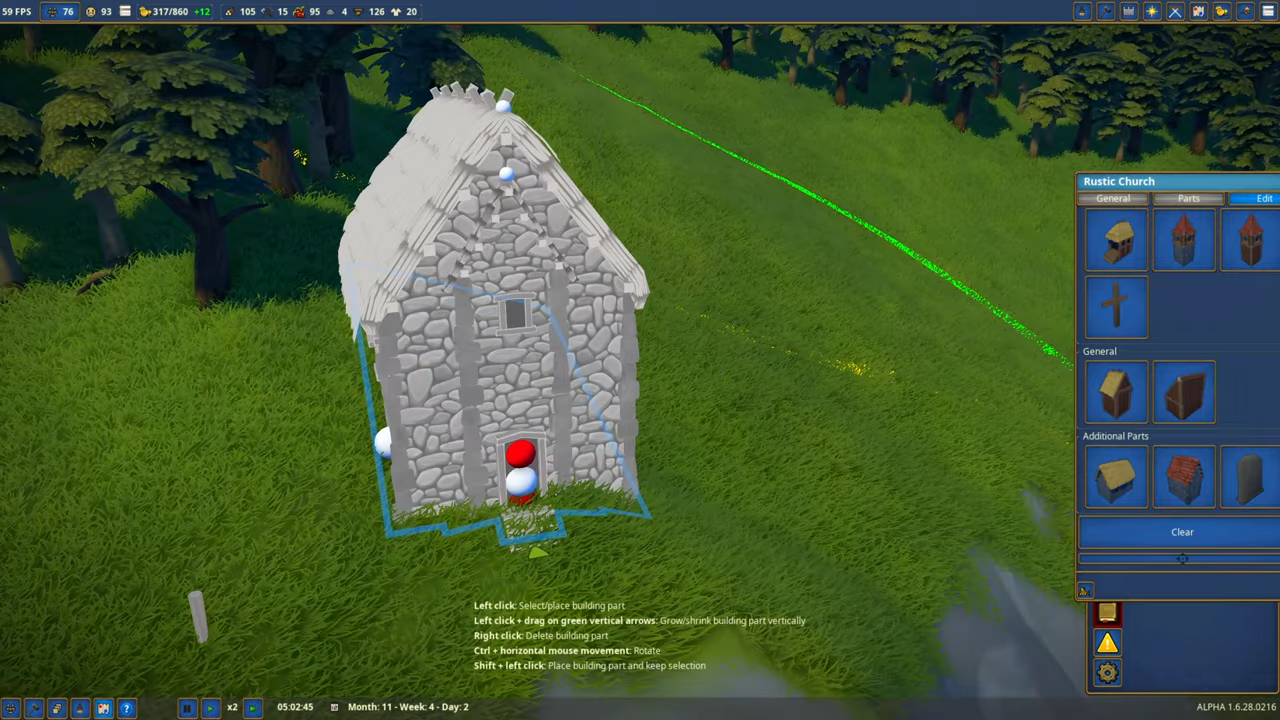 59 FPS 76 93 317/860 +12 105 15 95 4 126 20
Rustic Church
General Parts Edit
General
Additional Parts
Clear
Left click: Select/place building part
Left click + drag on green vertical arrows: Grow/shrink building part vertically
Right click: Delete building part
Ctrl + horizontal mouse movement: Rotate
Shift + left click: Place building part and keep selection
x2 05:02:45 Month: 11 - Week: 4 - Day: 2 ALPHA 1.6.28.0216